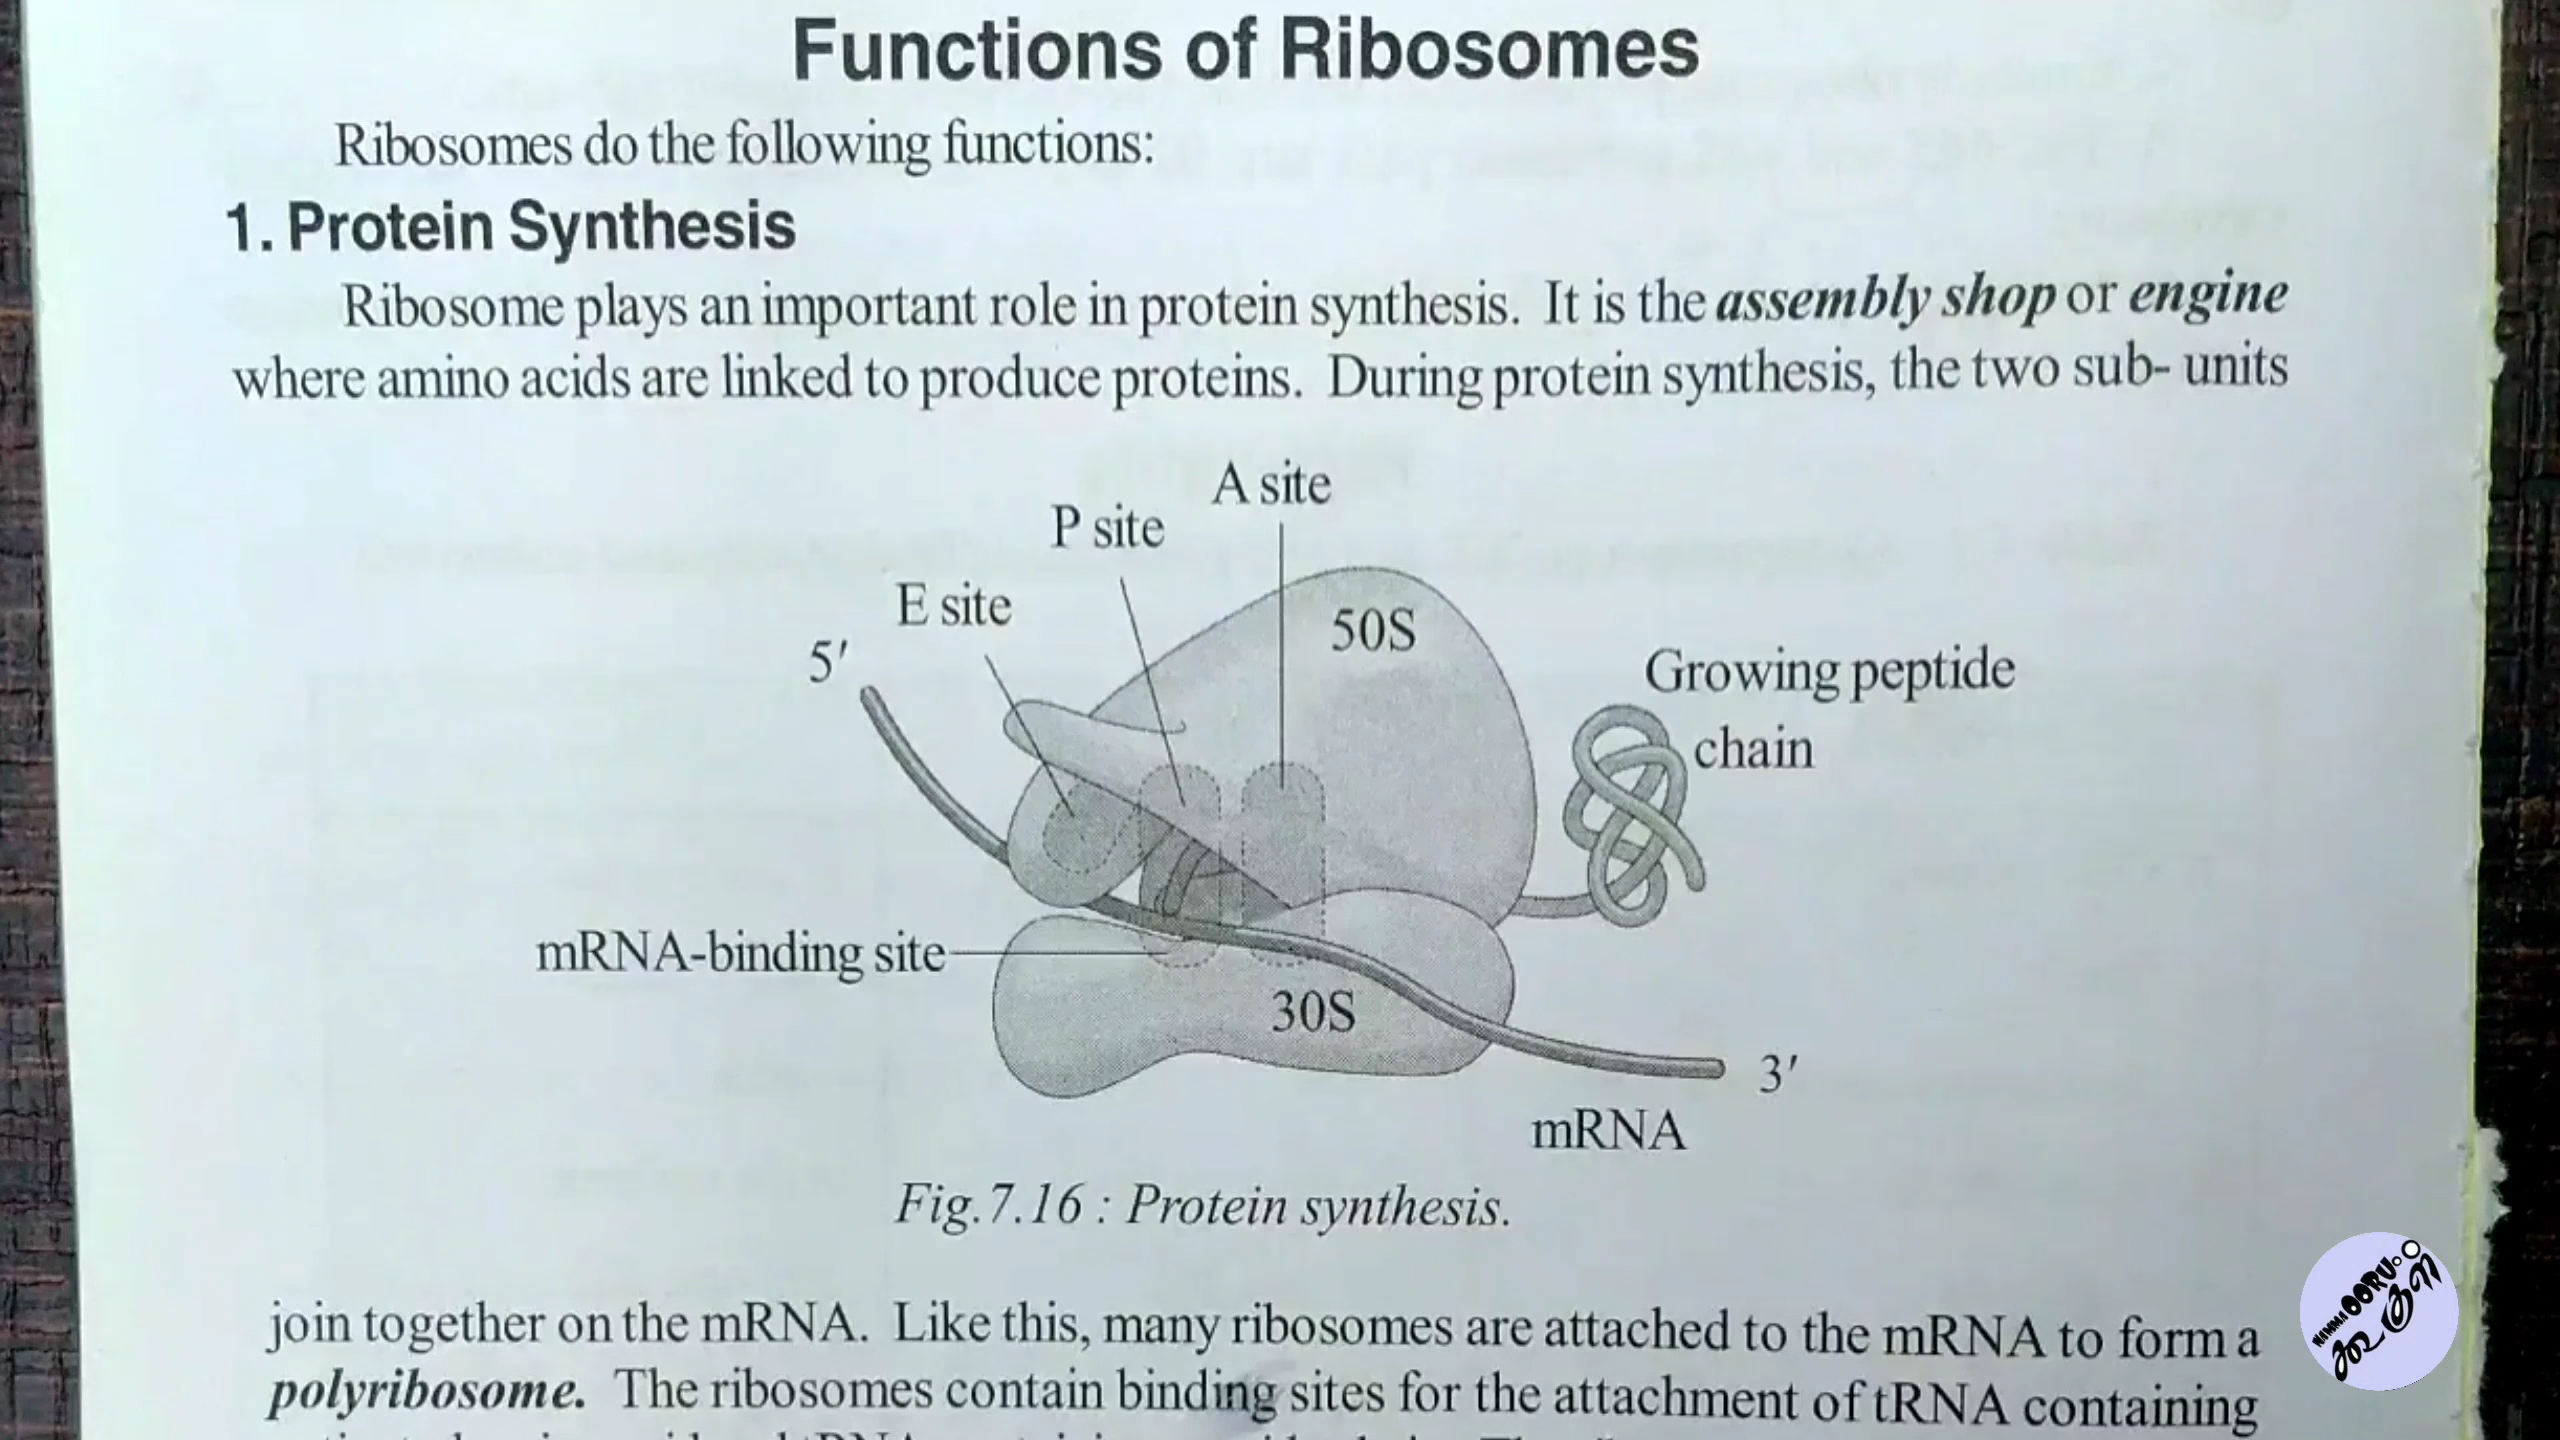 Functions of Ribosomes
Ribosomes do the following functions:
1. Protein Synthesis
Ribosome plays an important role in protein synthesis. It is the assembly shop or engine
where amino acids are linked to produce proteins. During protein synthesis, the two sub- units
A site
P site
E site
5′
50S
Growing peptide
chain
mRNA-binding site
30S
3′
mRNA
Fig.7.16 : Protein synthesis.
join together on the mRNA. Like this, many ribosomes are attached to the mRNA to form a
polyribosome. The ribosomes contain binding sites for the attachment of tRNA containing